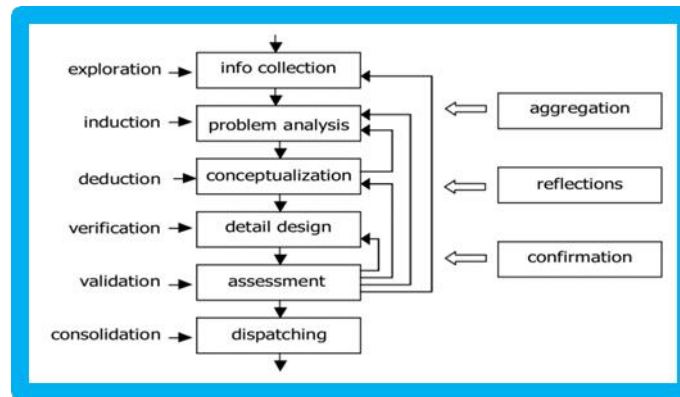 exploration
info collection
aggregation
induction
problem analysis
deduction
conceptualization
reflections
verification
detail design
confirmation
validation
assessment
consolidation
dispatching